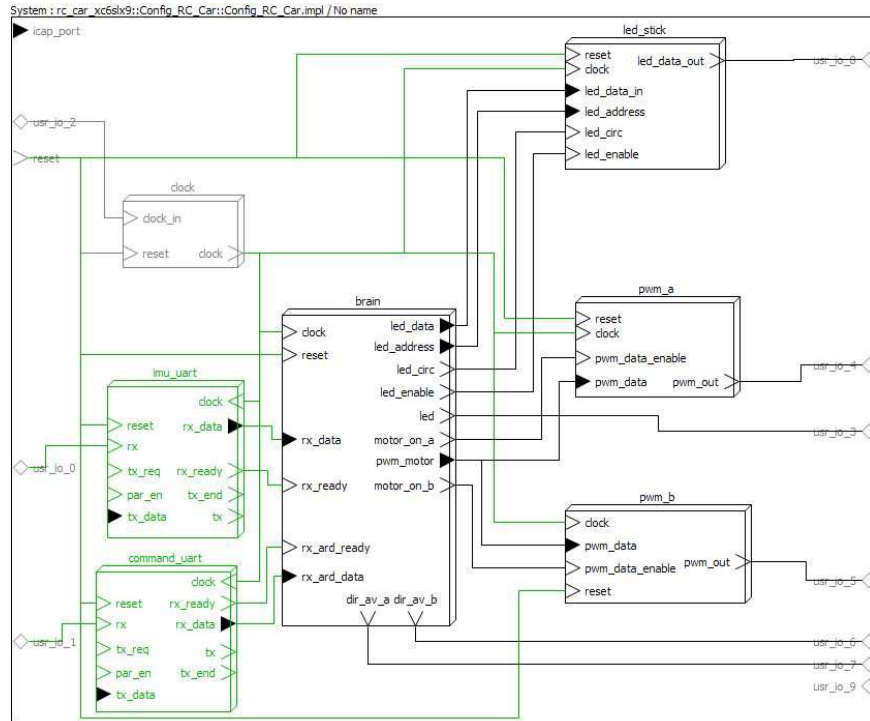 System : rc_car_xc6slx9::Config_RC_Car::Config_RC_Car.impl / No name
icap_port
usr_io_2
reset
clock
clock_in
reset clock
led_stick
reset led_data_out
clock
led_data_in
led_address
led_circ
led_enable
usr_io_8
brain
clock
reset
rx_data
rx_ready
rx_ard_ready
rx_ard_data
led_data
led_address
led_circ
led_enable
led
motor_on_a
pwm_motor
motor_on_b
dir_av_a dir_av_b
pwm_a
reset
clock
pwm_data_enable
pwm_data pwm_out
usr_io_4
usr_io_3
imu_uart
clock
reset rx_data
rx
tx_req rx_ready
par_en tx_end
tx_data tx
usr_io_0
pwm_b
clock
pwm_data
pwm_data_enable pwm_out
reset
usr_io_5
command_uart
clock
reset rx_ready
rx rx_data
tx_req tx
par_en tx_end
tx_data
usr_io_1
usr_io_6
usr_io_7
usr_io_9